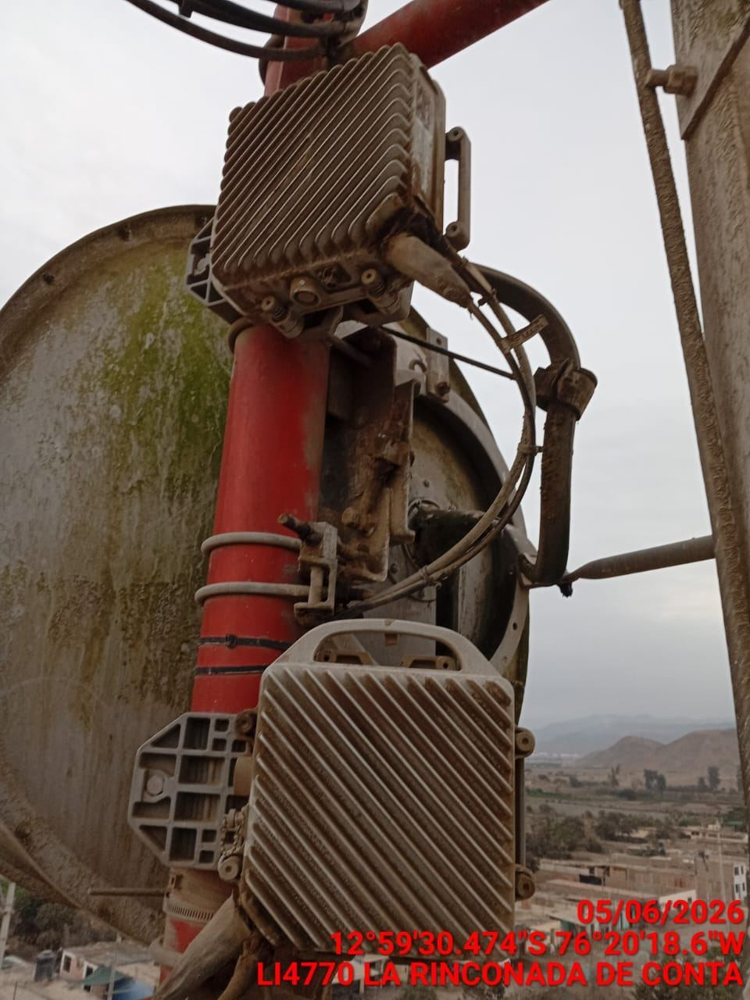 05/06/2026
12°59'30.474"S 76°20'18.6"W
LI4770 LA RINCONADA DE CONTA